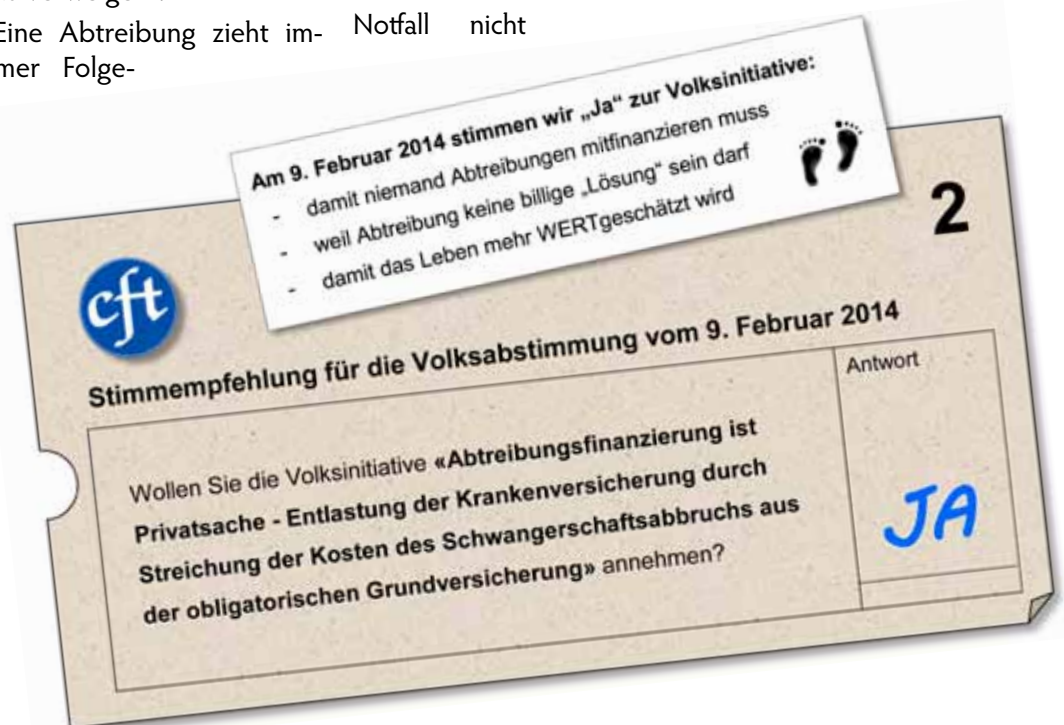 Eine Abtreibung zieht im-
mer Folge-
Notfall nicht
Am 9. Februar 2014 stimmen wir „Ja“ zur Volksinitiative:
- damit niemand Abtreibungen mitfinanzieren muss
- weil Abtreibung keine billige „Lösung“ sein darf
- damit das Leben mehr WERTgeschätzt wird
2
cft
Stimmempfehlung für die Volksabstimmung vom 9. Februar 2014
Antwort
Wollen Sie die Volksinitiative «Abtreibungsfinanzierung ist
Privatsache - Entlastung der Krankenversicherung durch
Streichung der Kosten des Schwangerschaftsabbruchs aus
der obligatorischen Grundversicherung» annehmen?
JA